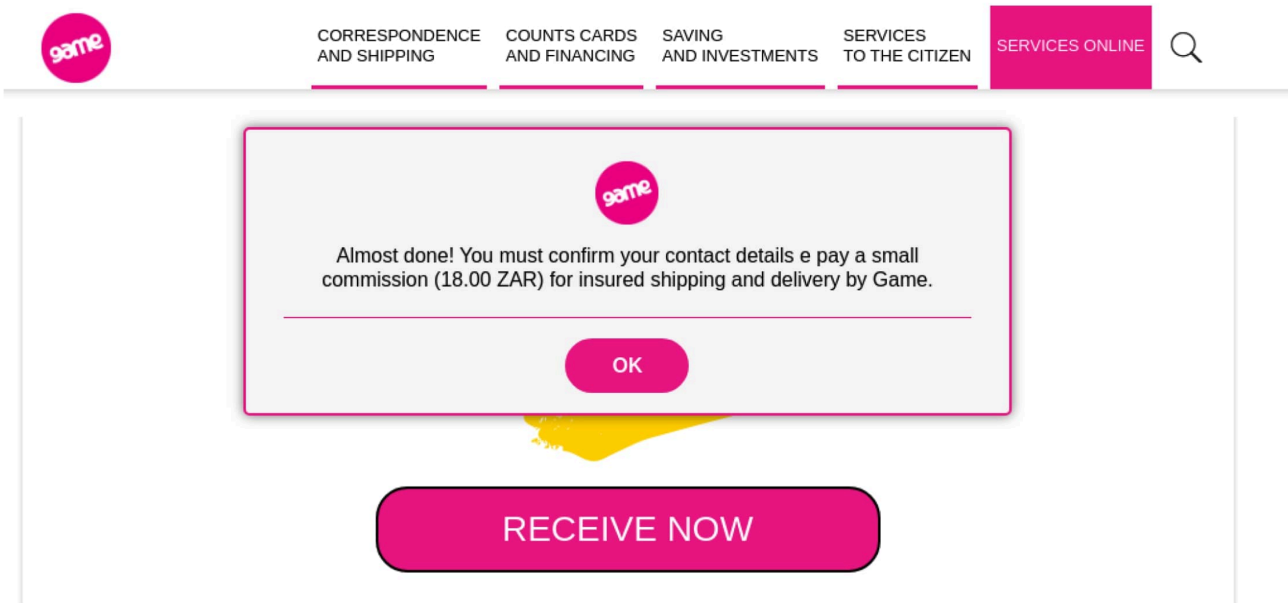 game
CORRESPONDENCE
AND SHIPPING
COUNTS CARDS
AND FINANCING
SAVING
AND INVESTMENTS
SERVICES
TO THE CITIZEN
SERVICES ONLINE
game
Almost done! You must confirm your contact details e pay a small
commission (18.00 ZAR) for insured shipping and delivery by Game.
OK
RECEIVE NOW